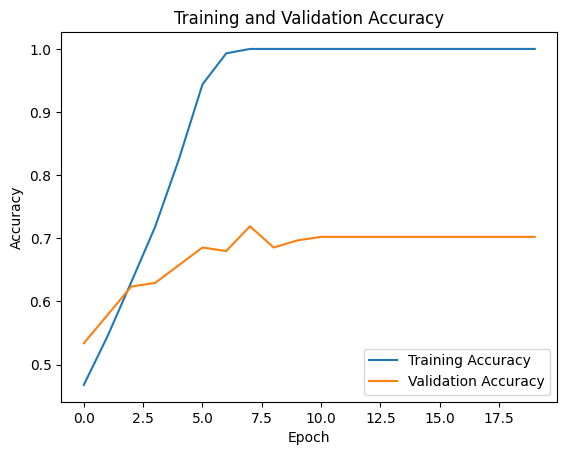 Training and Validation Accuracy
1.0
0.9
0.8
0.7
0.6
0.5
Accuracy
Training Accuracy
Validation Accuracy
0.0 2.5 5.0 7.5 10.0 12.5 15.0 17.5
Epoch